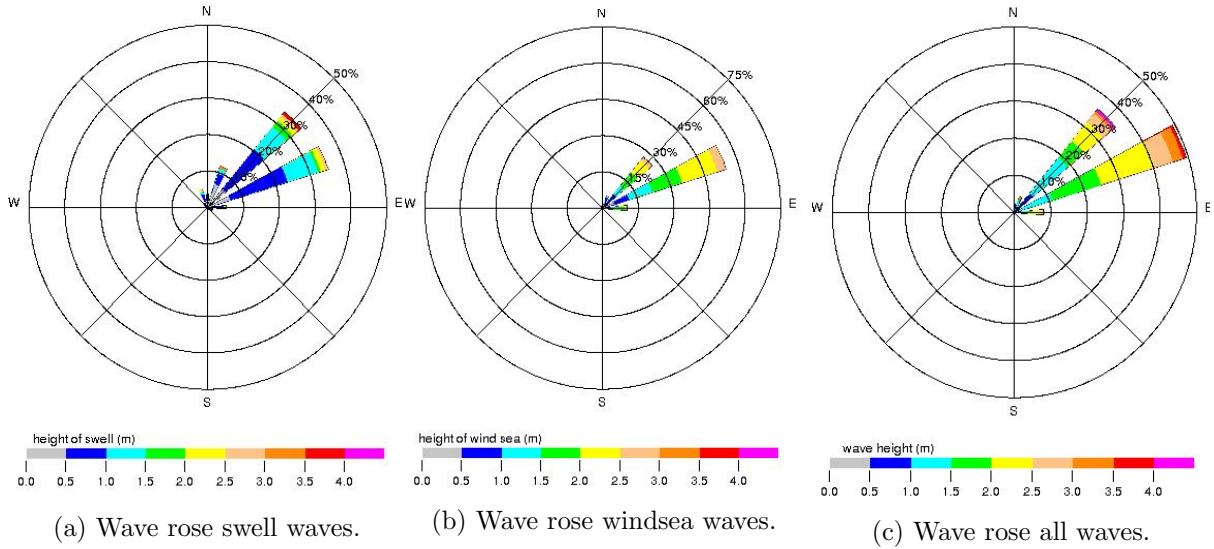 N
50%
40%
30%
20%
W
E
S
height of swell (m)
0.0 0.5 1.0 1.5 2.0 2.5 3.0 3.5 4.0
(a) Wave rose swell waves.
N
75%
60%
45%
30%
15%
W
E
S
height of wind sea (m)
0.0 0.5 1.0 1.5 2.0 2.5 3.0 3.5 4.0
(b) Wave rose windsea waves.
N
50%
40%
30%
20%
10%
W
E
S
wave height (m)
0.0 0.5 1.0 1.5 2.0 2.5 3.0 3.5 4.0
(c) Wave rose all waves.